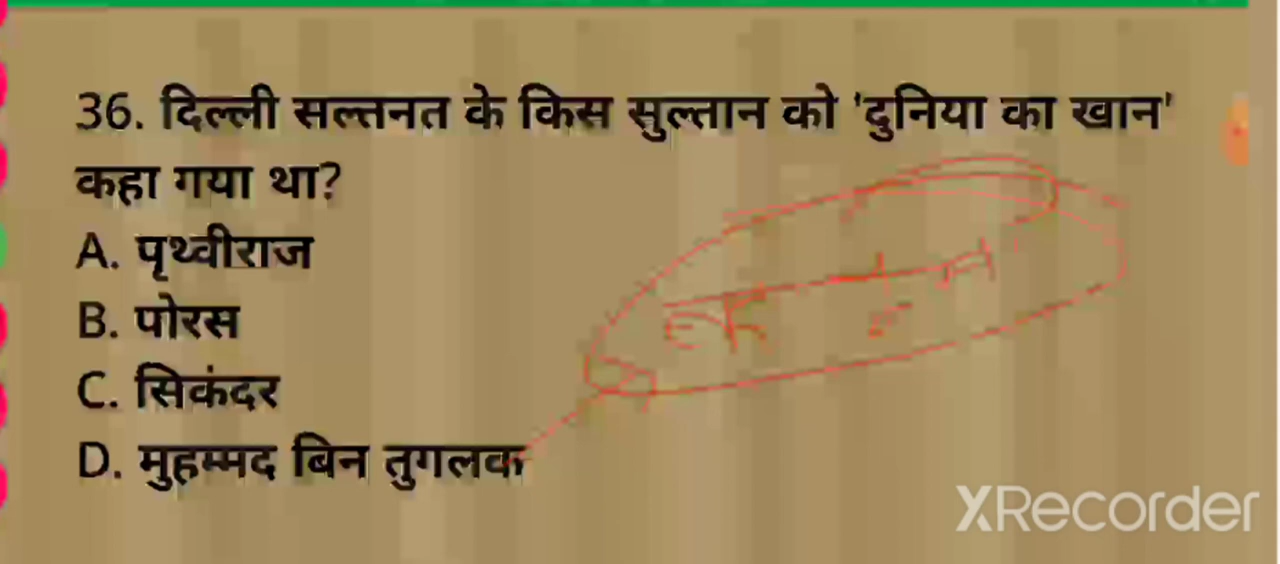 36. दिल्ली सल्तनत के किस सुल्तान को 'दुनिया का खान'
कहा गया था?
A. पृथ्वीराज
B. पोरस
C. सिकंदर
D. मुहम्मद बिन तुगलक
XRecorder